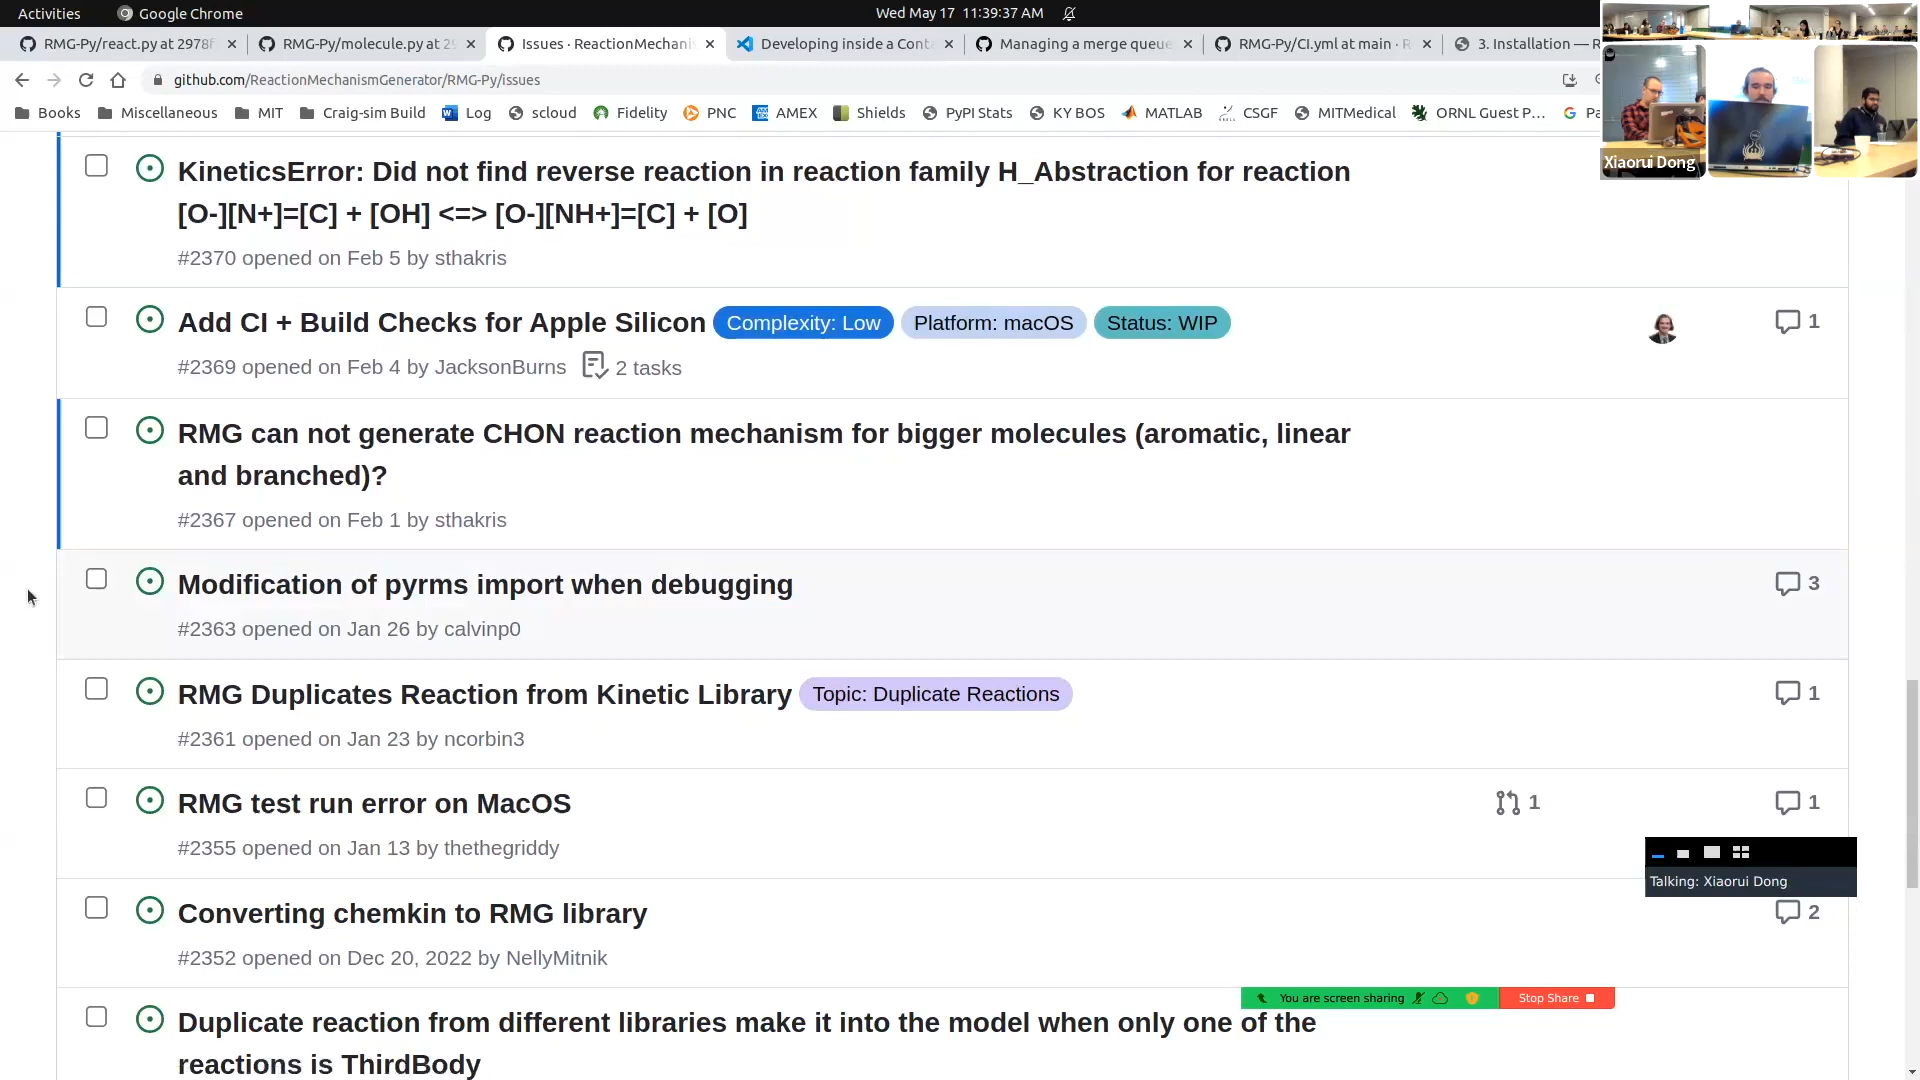 Activities
Google Chrome
Wed May 17 11:39:37 AM
RMG-Py/react.py at 2978f
RMG-Py/molecule.py at 29
Issues · ReactionMechanis
Developing inside a Cont
Managing a merge queue
RMG-Py/CI.yml at main · R
3. Installation — R
github.com/ReactionMechanismGenerator/RMG-Py/issues
Books
Miscellaneous
MIT
Craig-sim Build
Log
scloud
Fidelity
PNC
AMEX
Shields
PyPI Stats
KY BOS
MATLAB
CSGF
MITMedical
ORNL Guest P...
Pa
Xiaorui Dong
KineticsError: Did not find reverse reaction in reaction family H_Abstraction for reaction
[O-][N+]=[C] + [OH] <=> [O-][NH+]=[C] + [O]
#2370 opened on Feb 5 by sthakris
Add CI + Build Checks for Apple Silicon Complexity: Low Platform: macOS Status: WIP
1
#2369 opened on Feb 4 by JacksonBurns 2 tasks
RMG can not generate CHON reaction mechanism for bigger molecules (aromatic, linear
and branched)?
#2367 opened on Feb 1 by sthakris
Modification of pyrms import when debugging
3
#2363 opened on Jan 26 by calvinp0
RMG Duplicates Reaction from Kinetic Library Topic: Duplicate Reactions
1
#2361 opened on Jan 23 by ncorbin3
RMG test run error on MacOS
1
1
#2355 opened on Jan 13 by thethegriddy
Talking: Xiaorui Dong
Converting chemkin to RMG library
2
#2352 opened on Dec 20, 2022 by NellyMitnik
You are screen sharing
Stop Share
Duplicate reaction from different libraries make it into the model when only one of the
reactions is ThirdBody